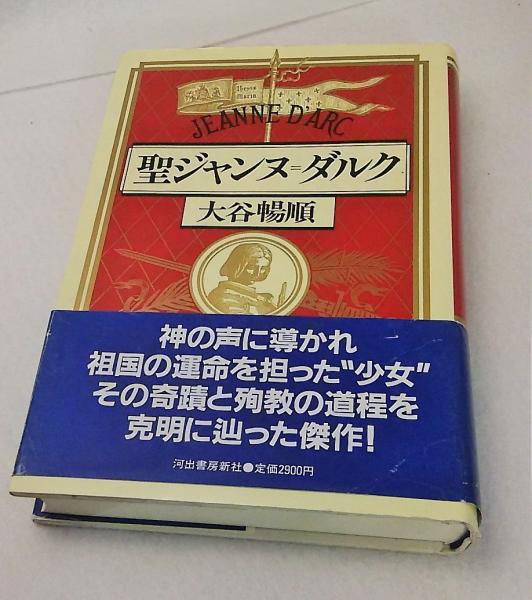 Jhesus
Maria
JEANNE D'ARC
聖ジャンヌ=ダルク
大谷暢順
神の声に導かれ
祖国の運命を担った“少女”
その奇蹟と殉教の道程を
克明に辿った傑作!
河出書房新社●定価2900円